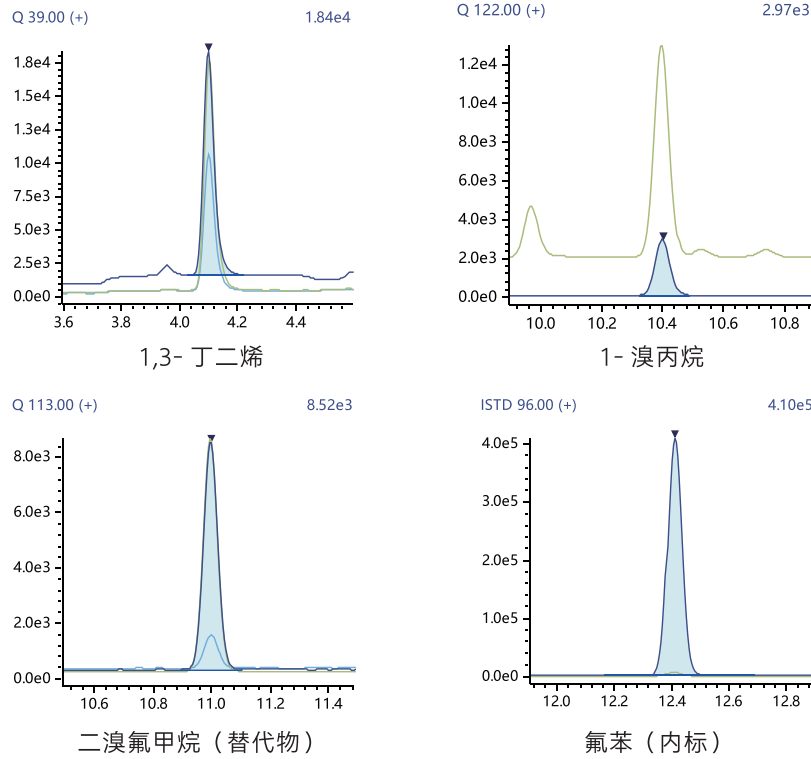 Q 39.00 (+) 1.84e4
1.8e4
1.5e4
1.3e4
1.0e4
7.5e3
5.0e3
2.5e3
0.0e0
3.6 3.8 4.0 4.2 4.4
1,3- 丁二烯
Q 122.00 (+) 2.97e3
1.2e4
1.0e4
8.0e3
6.0e3
4.0e3
2.0e3
0.0e0
10.0 10.2 10.4 10.6 10.8
1- 溴丙烷
Q 113.00 (+) 8.52e3
8.0e3
6.0e3
4.0e3
2.0e3
0.0e0
10.6 10.8 11.0 11.2 11.4
二溴氟甲烷（替代物）
ISTD 96.00 (+) 4.10e5
4.0e5
3.0e5
2.0e5
1.0e5
0.0e0
12.0 12.2 12.4 12.6 12.8
氟苯（内标）